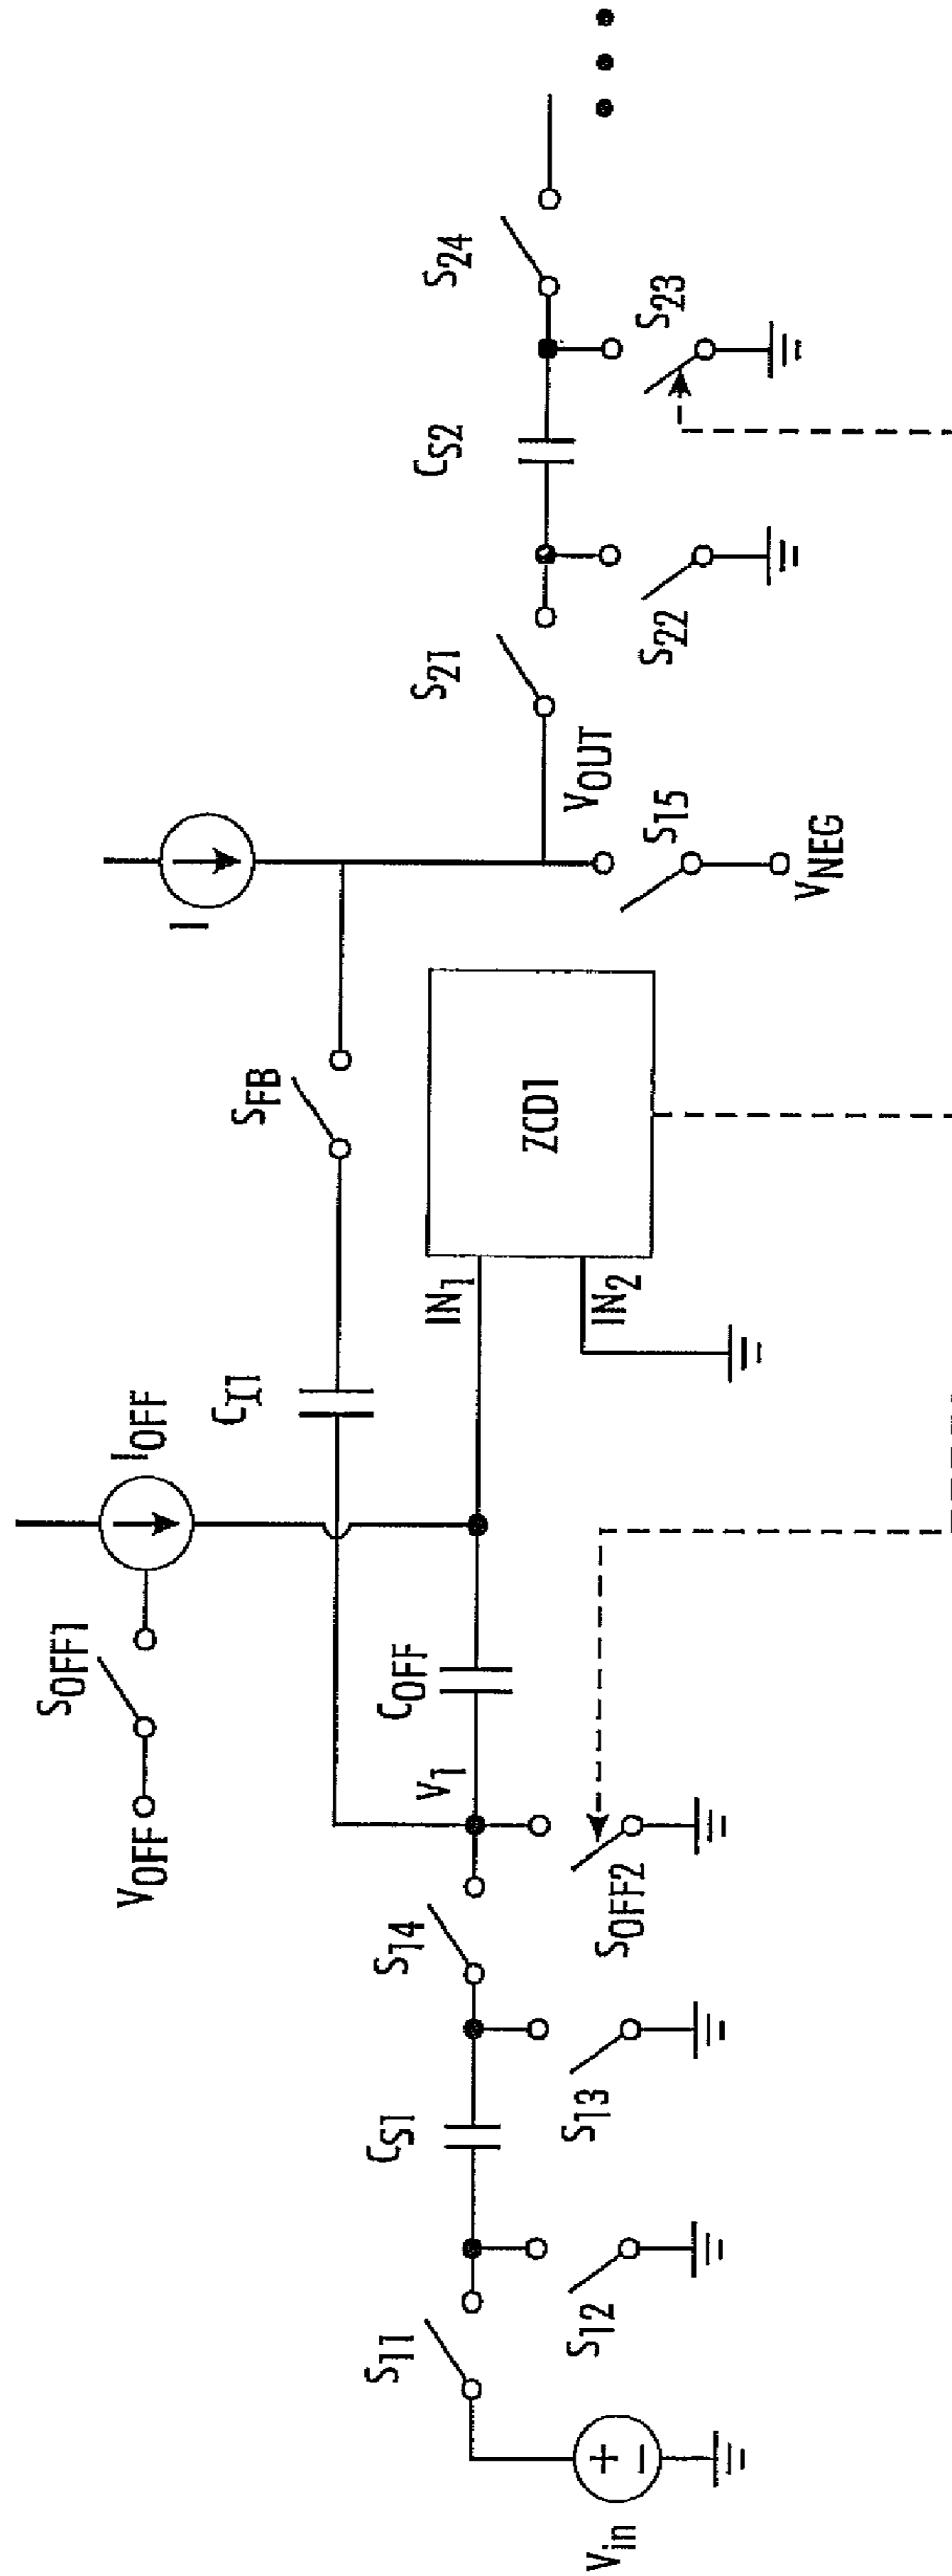 V_in
S_11
S_12
C_S1
S_13
S_14
V_OFF
S_OFF1
I_OFF
V_1
C_OFF
S_OFF2
C_I1
S_FB
IN_1
IN_2
ZCD1
I
V_OUT
S_15
V_NEG
S_21
S_22
C_S2
S_23
S_24